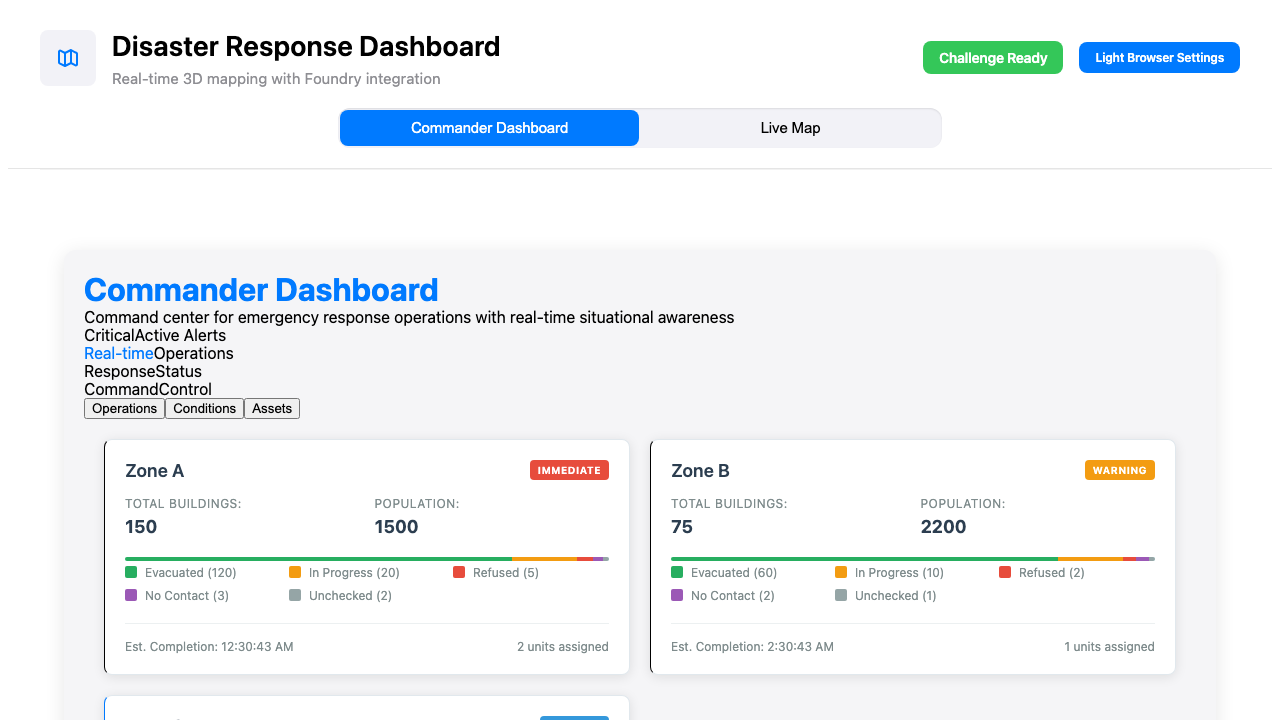 Disaster Response Dashboard
Real-time 3D mapping with Foundry integration
Challenge Ready
Light Browser Settings
Commander Dashboard
Live Map
Commander Dashboard
Command center for emergency response operations with real-time situational awareness
CriticalActive Alerts
Real-timeOperations
ResponseStatus
CommandControl
Operations Conditions Assets
Zone A
IMMEDIATE
TOTAL BUILDINGS:
150
POPULATION:
1500
Evacuated (120)
In Progress (20)
Refused (5)
No Contact (3)
Unchecked (2)
Est. Completion: 12:30:43 AM
2 units assigned
Zone B
WARNING
TOTAL BUILDINGS:
75
POPULATION:
2200
Evacuated (60)
In Progress (10)
Refused (2)
No Contact (2)
Unchecked (1)
Est. Completion: 2:30:43 AM
1 units assigned